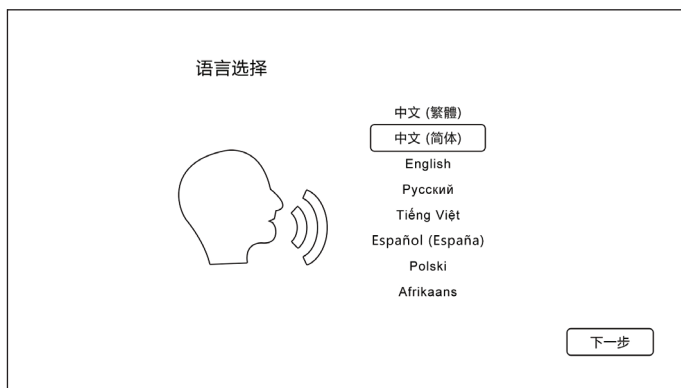 语言选择
中文 (繁體)
中文 (简体)
English
Русский
Tiếng Việt
Español (España)
Polski
Afrikaans
下一步